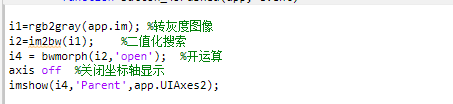 i1=rgb2gray(app.im); %转灰度图像
i2=im2bw(i1);    %二值化搜索
i4 = bwmorph(i2,'open');  %开运算
axis off  %关闭坐标轴显示
imshow(i4,'Parent',app.UIAxes2);